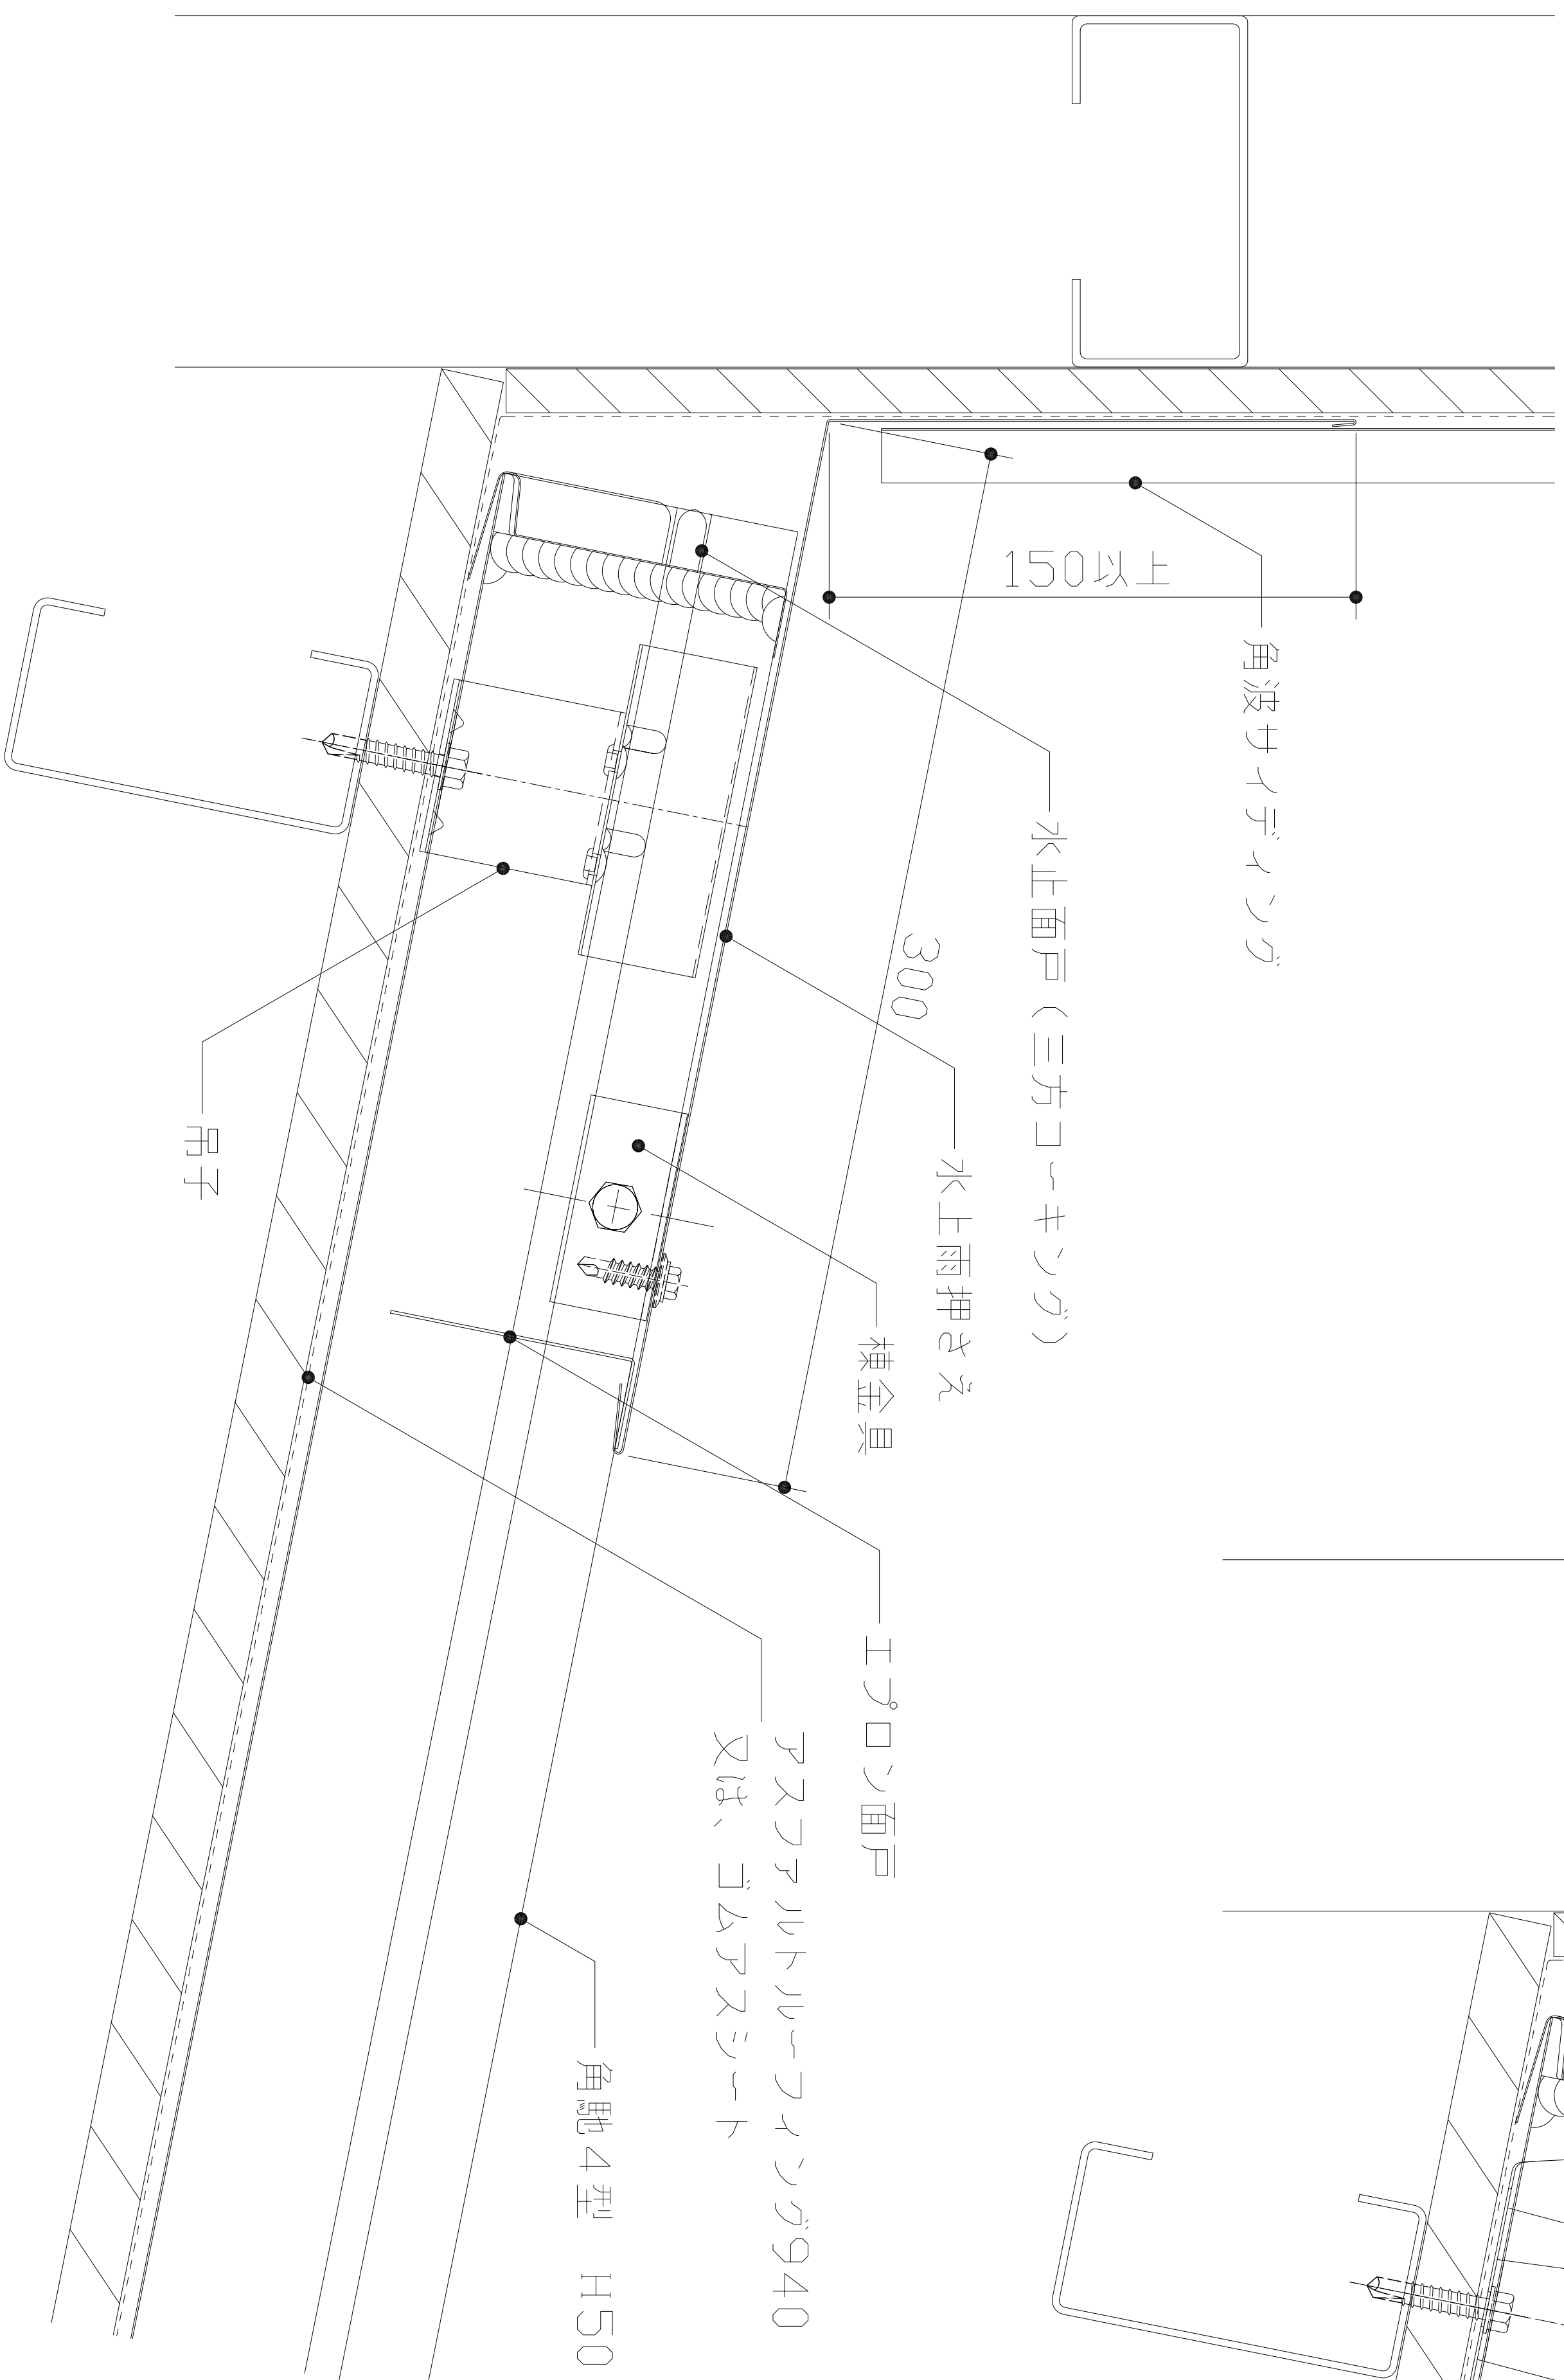 150以上
角波サイディング
水上面戸（三方コーキング）
300
水上雨押さえ
棟金具
吊子
エプロン面戸
アスファルトルーフィング940
又は、ゴムアスシート
角馳4型 H50